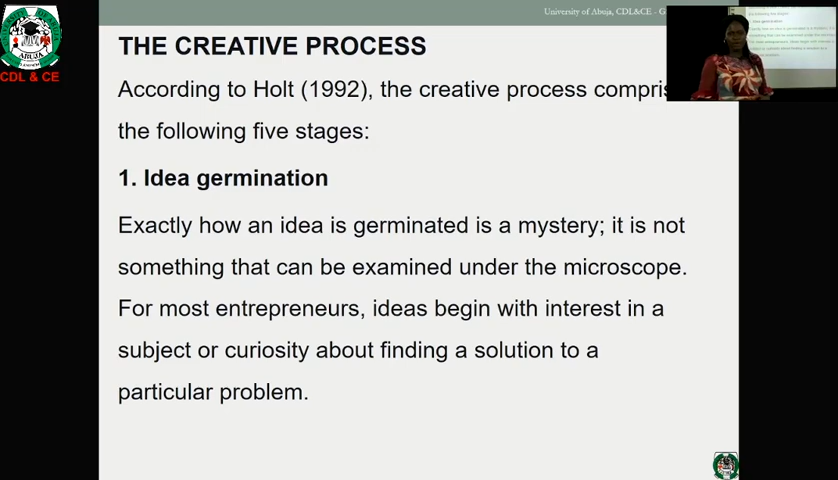 University of Abuja, CDL&CE - G
ABUJA
CDL & CE
THE CREATIVE PROCESS
According to Holt (1992), the creative process compris
the following five stages:
1. Idea germination
Exactly how an idea is germinated is a mystery; it is not
something that can be examined under the microscope.
For most entrepreneurs, ideas begin with interest in a
subject or curiosity about finding a solution to a
particular problem.